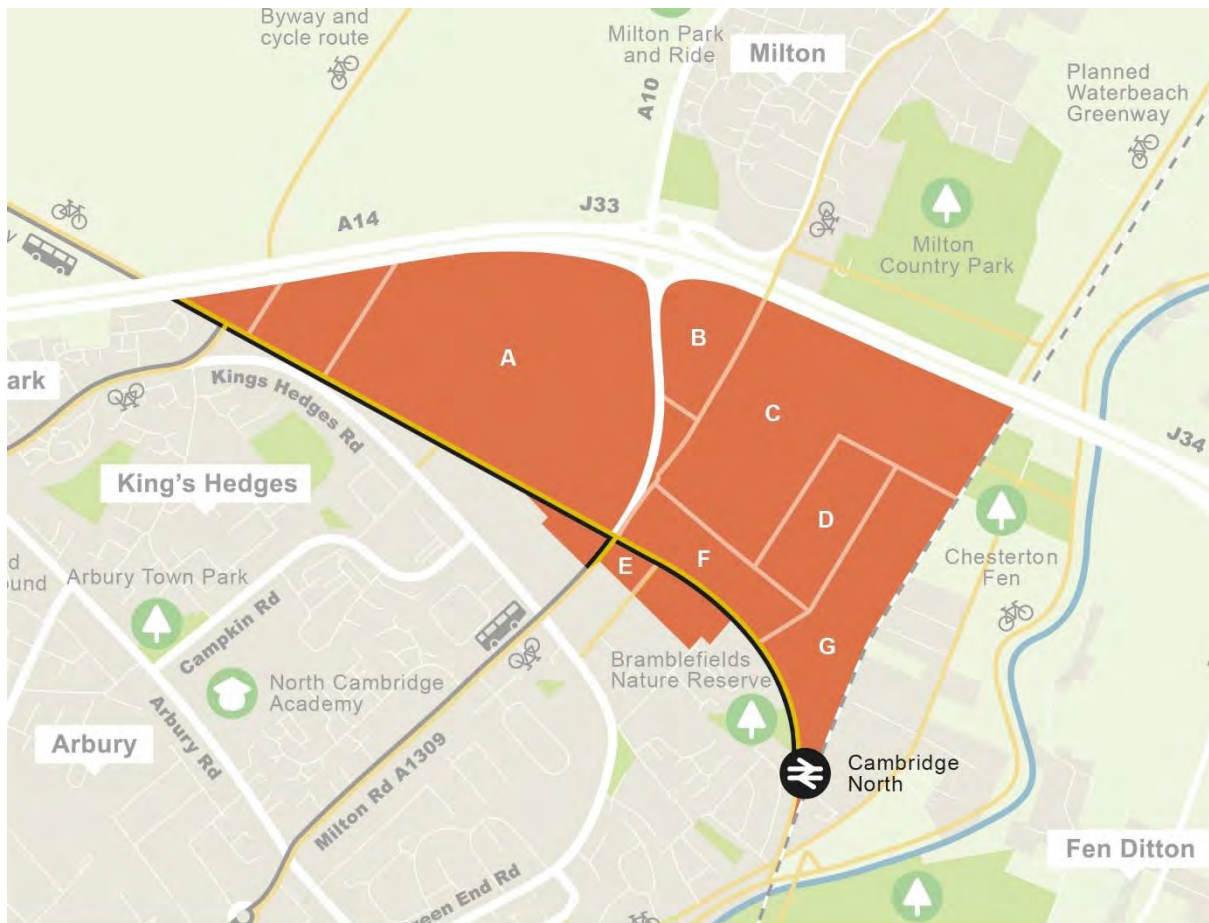 Byway and
cycle route
Milton Park
and Ride
Milton
Planned
Waterbeach
Greenway
A10
J33
A14
Milton
Country Park
B
A
C
J34
ark
Kings Hedges Rd
King's Hedges
D
Chesterton
Fen
F
E
Arbury Town Park
Campkin Rd
G
Bramblefields
Nature Reserve
North Cambridge
Academy
Arbury
Arbury Rd
Milton Rd A1309
Cambridge
North
Fen Ditton
reen End Rd